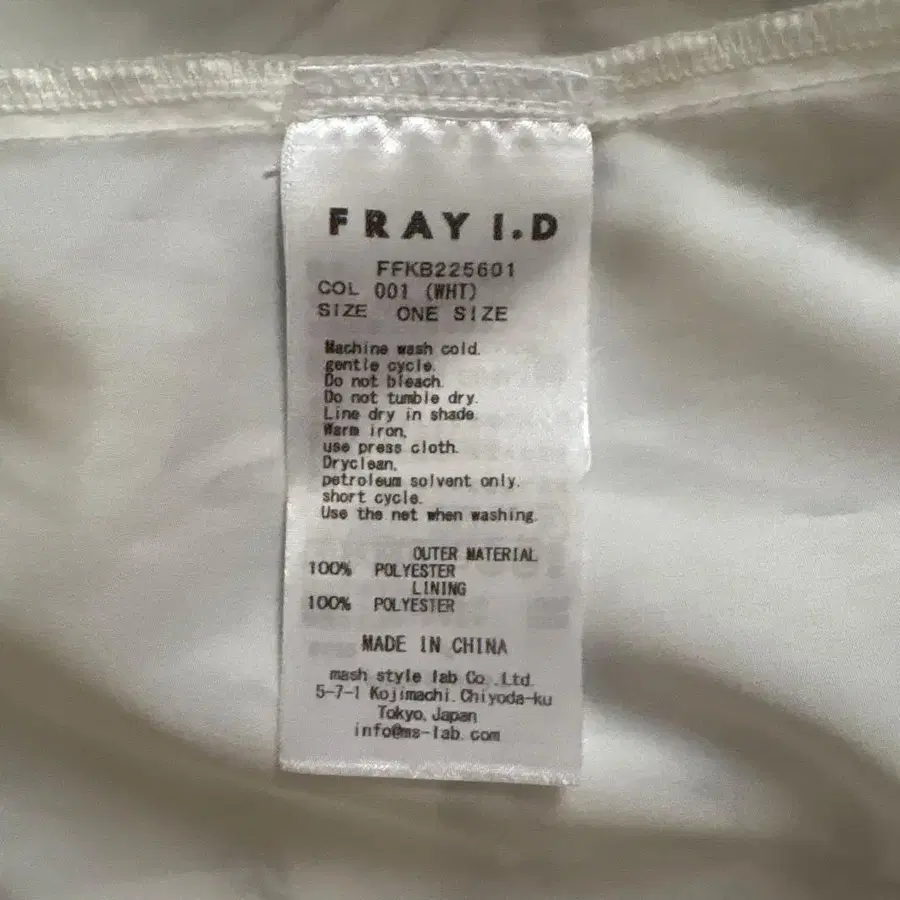 FRAY I.D
FFKB225601
COL 001 (WHT)
SIZE ONE SIZE
Machine wash cold.
gentle cycle.
Do not bleach.
Do not tumble dry.
Line dry in shade.
Warm iron,
use press cloth.
Dryclean,
petroleum solvent only.
short cycle.
Use the net when washing.
OUTER MATERIAL
100% POLYESTER
LINING
100% POLYESTER
MADE IN CHINA
mash style lab Co.,Ltd.
5-7-1 Kojimachi,Chiyoda-ku
Tokyo,Japan
info@ms-lab.com